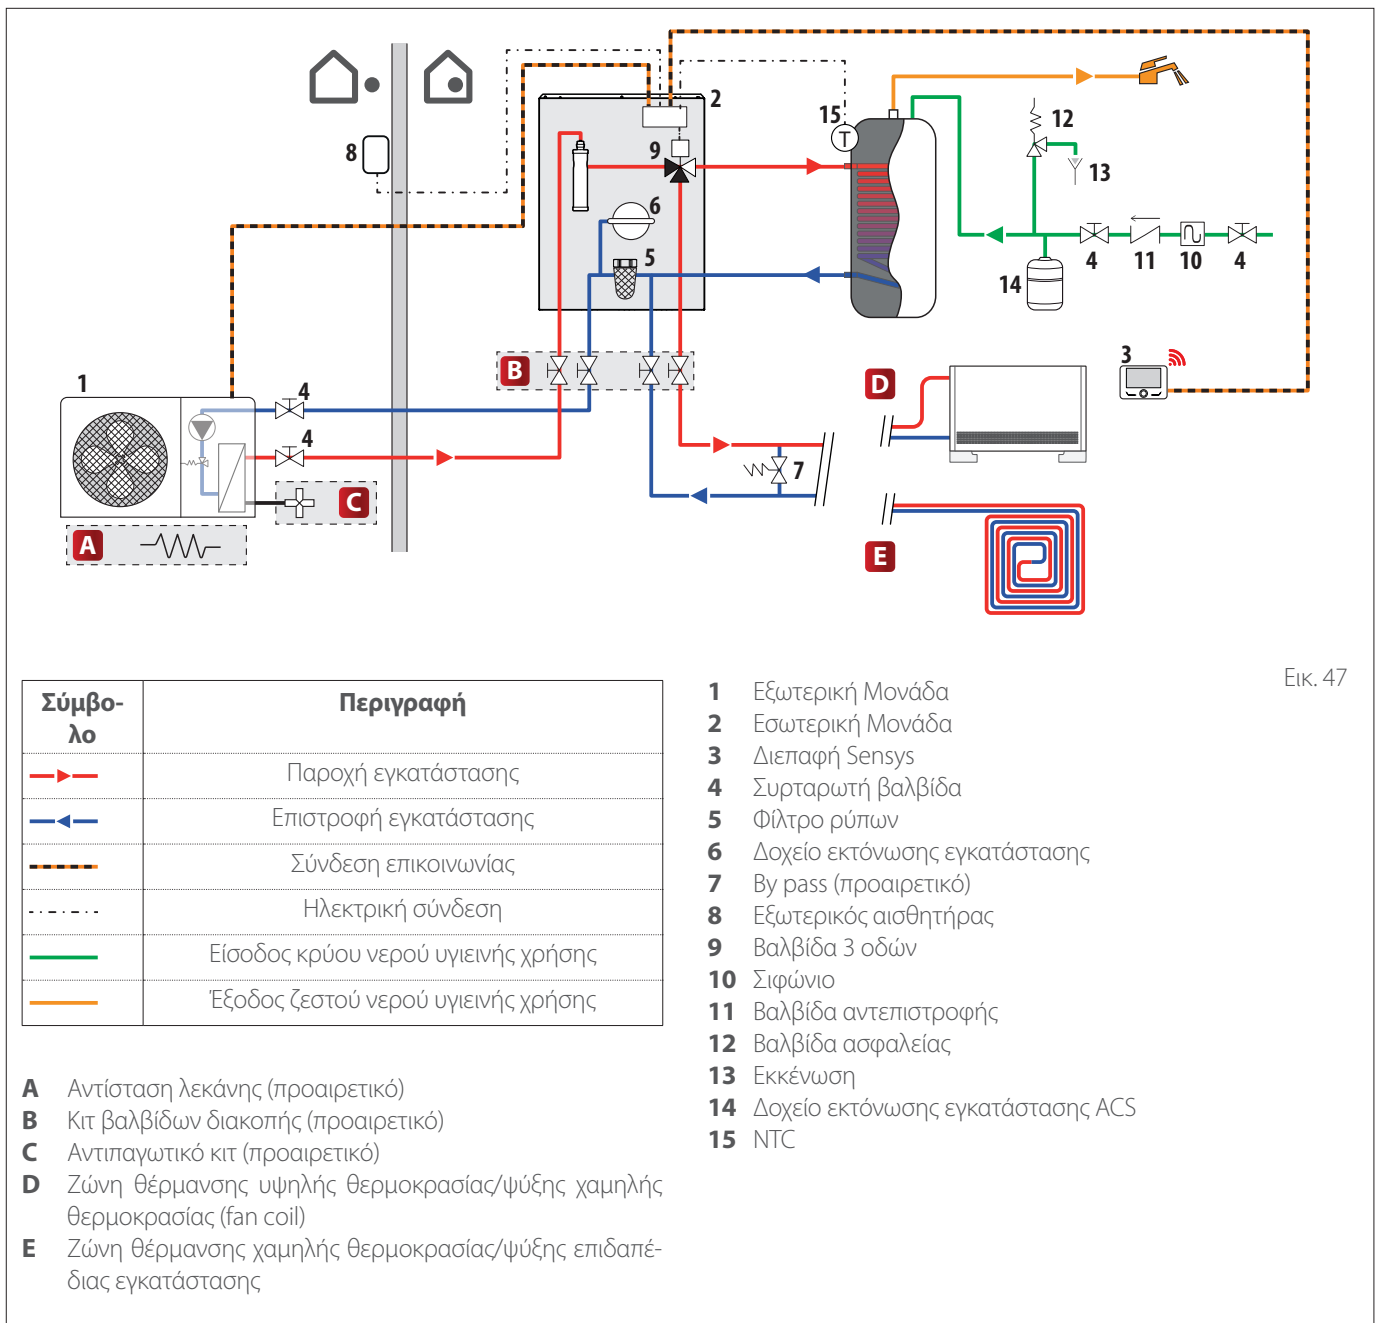 2
15
T
12
8
9
13
6
5
4
11
10
4
14
1
B
D
3
4
4
7
C
A
E
Εικ. 47
Σύμβο-
λο
Περιγραφή
Παροχή εγκατάστασης
Επιστροφή εγκατάστασης
Σύνδεση επικοινωνίας
Ηλεκτρική σύνδεση
Είσοδος κρύου νερού υγιεινής χρήσης
Έξοδος ζεστού νερού υγιεινής χρήσης
A Αντίσταση λεκάνης (προαιρετικό)
B Κιτ βαλβίδων διακοπής (προαιρετικό)
C Αντιπαγωτικό κιτ (προαιρετικό)
D Ζώνη θέρμανσης υψηλής θερμοκρασίας/ψύξης χαμηλής
θερμοκρασίας (fan coil)
E Ζώνη θέρμανσης χαμηλής θερμοκρασίας/ψύξης επιδαπέ-
διας εγκατάστασης
1 Εξωτερική Μονάδα
2 Εσωτερική Μονάδα
3 Διεπαφή Sensys
4 Συρταρωτή βαλβίδα
5 Φίλτρο ρύπων
6 Δοχείο εκτόνωσης εγκατάστασης
7 By pass (προαιρετικό)
8 Εξωτερικός αισθητήρας
9 Βαλβίδα 3 οδών
10 Σιφώνιο
11 Βαλβίδα αντεπιστροφής
12 Βαλβίδα ασφαλείας
13 Εκκένωση
14 Δοχείο εκτόνωσης εγκατάστασης ACS
15 NTC